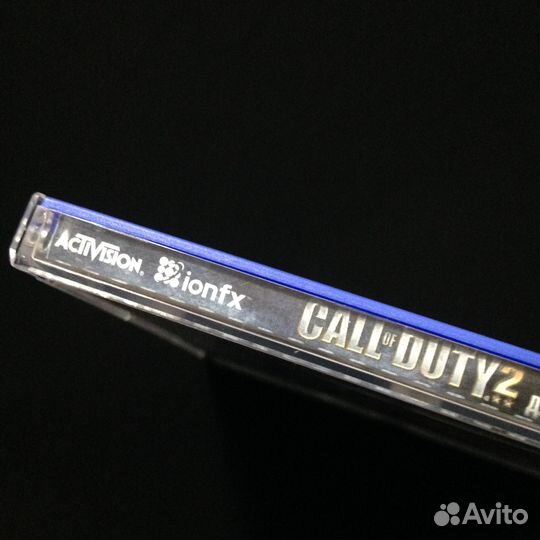 ACTIVISION. ionfx CALL OF DUTY 2
Avito